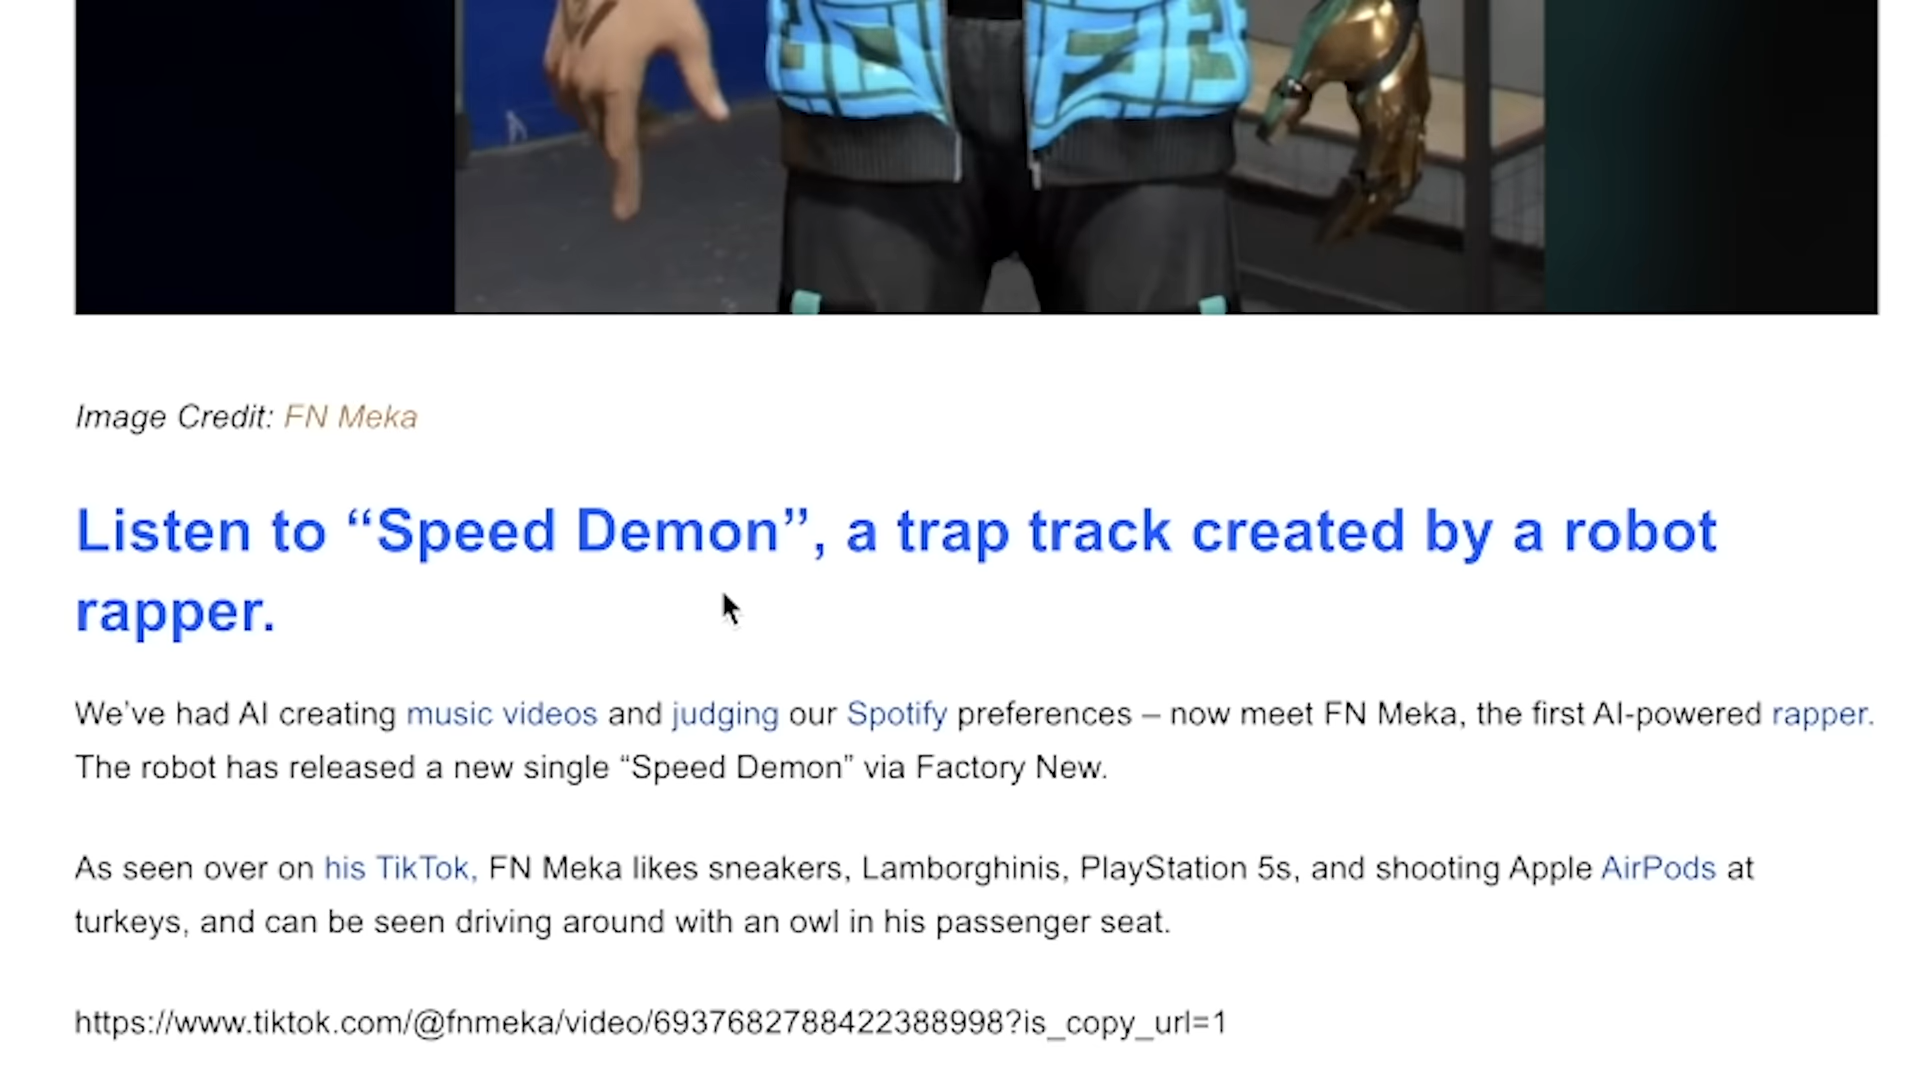 Image Credit: FN Meka
Listen to “Speed Demon”, a trap track created by a robot
rapper.
We’ve had AI creating music videos and judging our Spotify preferences – now meet FN Meka, the first AI-powered rapper.
The robot has released a new single “Speed Demon” via Factory New.
As seen over on his TikTok, FN Meka likes sneakers, Lamborghinis, PlayStation 5s, and shooting Apple AirPods at
turkeys, and can be seen driving around with an owl in his passenger seat.
https://www.tiktok.com/@fnmeka/video/6937682788422388998?is_copy_url=1